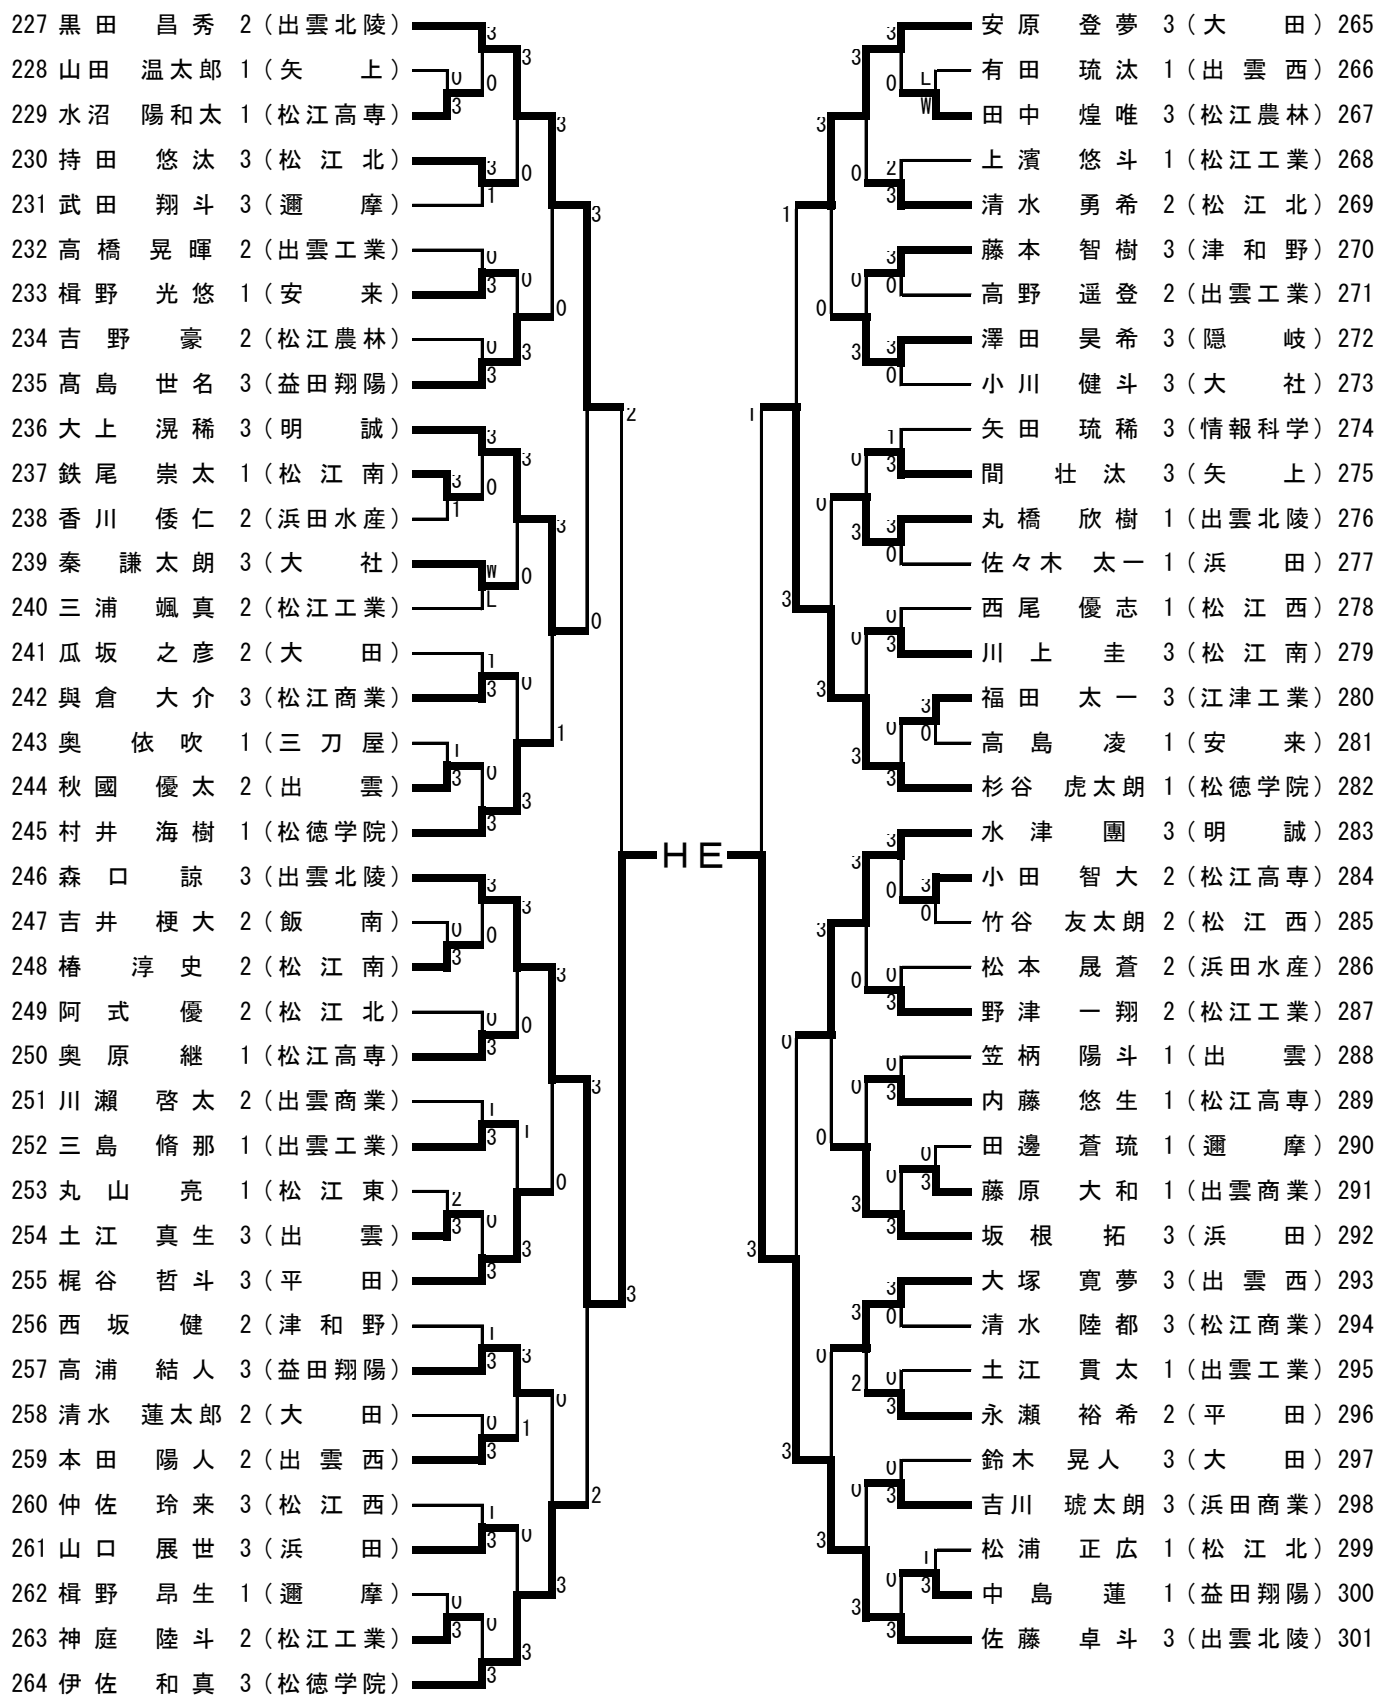 227 黒田 昌秀 2 (出雲北陵)
228 山田 温太郎 1 (矢 上)
229 水沼 陽和太 1 (松江高専)
230 持田 悠汰 3 (松江北)
231 武田 翔斗 3 (邇 摩)
232 高橋 晃暉 2 (出雲工業)
233 楫野 光悠 1 (安 来)
234 吉野 豪 2 (松江農林)
235 髙島 世名 3 (益田翔陽)
236 大上 滉稀 3 (明 誠)
237 鉄尾 崇太 1 (松江南)
238 香川 倭仁 2 (浜田水産)
239 秦 謙太朗 3 (大 社)
240 三浦 颯真 2 (松江工業)
241 瓜坂 之彦 2 (大 田)
242 與倉 大介 3 (松江商業)
243 奥 依吹 1 (三刀屋)
244 秋國 優太 2 (出 雲)
245 村井 海樹 1 (松徳学院)
246 森口 諒 3 (出雲北陵)
247 吉井 梗大 2 (飯 南)
248 椿 淳史 2 (松江南)
249 阿式 優 2 (松江北)
250 奥原 継 1 (松江高専)
251 川瀬 啓太 2 (出雲商業)
252 三島 脩那 1 (出雲工業)
253 丸山 亮 1 (松江東)
254 土江 真生 3 (出 雲)
255 梶谷 哲斗 3 (平 田)
256 西坂 健 2 (津和野)
257 高浦 結人 3 (益田翔陽)
258 清水 蓮太郎 2 (大 田)
259 本田 陽人 2 (出雲西)
260 仲佐 玲来 3 (松江西)
261 山口 展世 3 (浜 田)
262 楫野 昂生 1 (邇 摩)
263 神庭 陸斗 2 (松江工業)
264 伊佐 和真 3 (松徳学院)
HE
安原 登夢 3 (大 田) 265
有田 琉汰 1 (出雲西) 266
田中 煌唯 3 (松江農林) 267
上濱 悠斗 1 (松江工業) 268
清水 勇希 2 (松江北) 269
藤本 智樹 3 (津和野) 270
高野 遥登 2 (出雲工業) 271
澤田 昊希 3 (隠 岐) 272
小川 健斗 3 (大 社) 273
矢田 琉稀 3 (情報科学) 274
間 壮汰 3 (矢 上) 275
丸橋 欣樹 1 (出雲北陵) 276
佐々木 太一 1 (浜 田) 277
西尾 優志 1 (松江西) 278
川上 圭 3 (松江南) 279
福田 太一 3 (江津工業) 280
高島 凌 1 (安 来) 281
杉谷 虎太朗 1 (松徳学院) 282
水津 團 3 (明 誠) 283
小田 智大 2 (松江高専) 284
竹谷 友太朗 2 (松江西) 285
松本 晟蒼 2 (浜田水産) 286
野津 一翔 2 (松江工業) 287
笠柄 陽斗 1 (出 雲) 288
内藤 悠生 1 (松江高専) 289
田邊 蒼琉 1 (邇 摩) 290
藤原 大和 1 (出雲商業) 291
坂根 拓 3 (浜 田) 292
大塚 寛夢 3 (出雲西) 293
清水 陸都 3 (松江商業) 294
土江 貫太 1 (出雲工業) 295
永瀬 裕希 2 (平 田) 296
鈴木 晃人 3 (大 田) 297
吉川 琥太朗 3 (浜田商業) 298
松浦 正広 1 (松江北) 299
中島 蓮 1 (益田翔陽) 300
佐藤 卓斗 3 (出雲北陵) 301